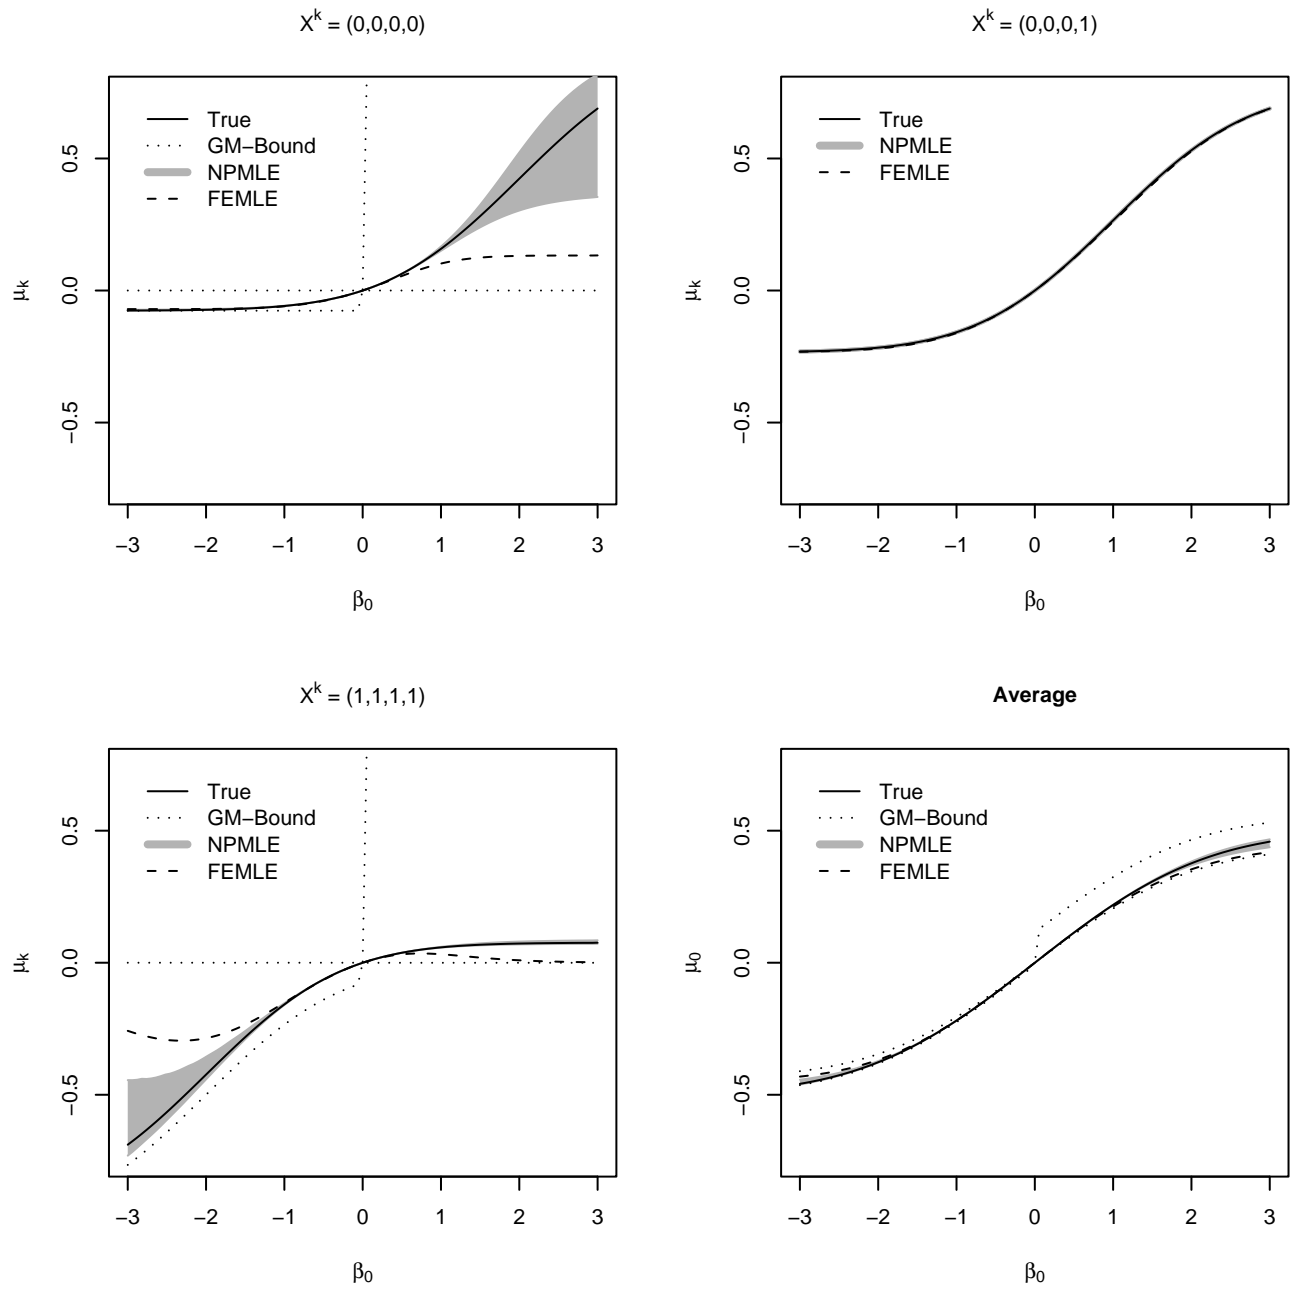 X^k = (0,0,0,0)
True
GM−Bound
NPMLE
FEMLE
0.5
0.0
−0.5
μ_k
−3 −2 −1 0 1 2 3
β_0
X^k = (0,0,0,1)
True
NPMLE
FEMLE
0.5
0.0
−0.5
μ_k
−3 −2 −1 0 1 2 3
β_0
X^k = (1,1,1,1)
True
GM−Bound
NPMLE
FEMLE
0.5
0.0
−0.5
μ_k
−3 −2 −1 0 1 2 3
β_0
Average
True
GM−Bound
NPMLE
FEMLE
0.5
0.0
−0.5
μ_0
−3 −2 −1 0 1 2 3
β_0